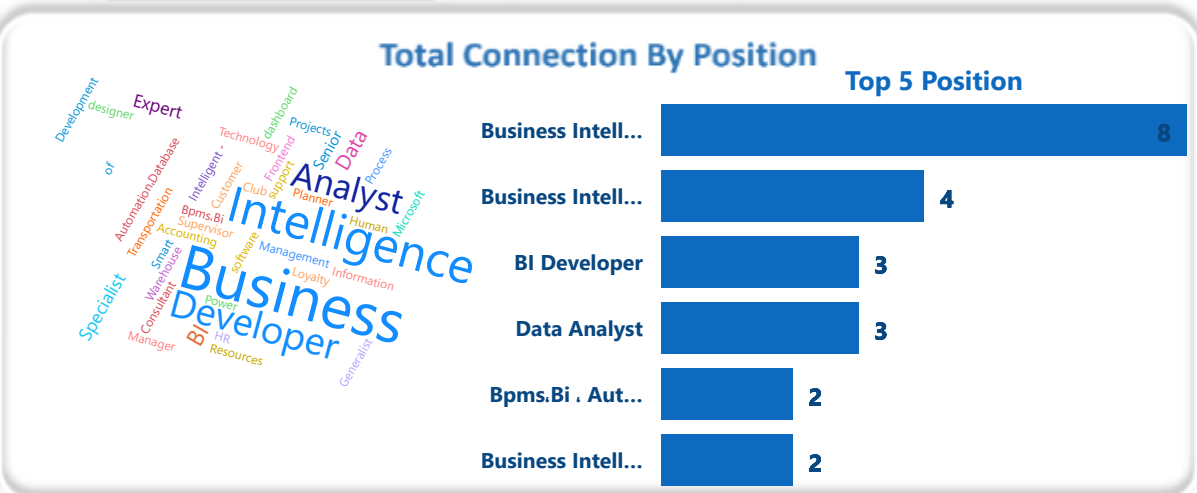 Total Connection By Position
Top 5 Position
Development
designer
Expert
of
Automation،Database
Transportation
Intelligent -
Technology
dashboard
Projects
Senior
Data
Process
Frontend
support
Customer
Club
Analyst
Planner
Human
Microsoft
Bpms،Bi
Supervisor
Accounting
Intelligence
Smart
Warehouse
software
Management
Information
Loyalty
Business
Specialist
Consultant
Power
Developer
Manager
BI
HR
Resources
Generalist
Business Intell... 8
Business Intell... 4
BI Developer 3
Data Analyst 3
Bpms،Bi ، Aut... 2
Business Intell... 2